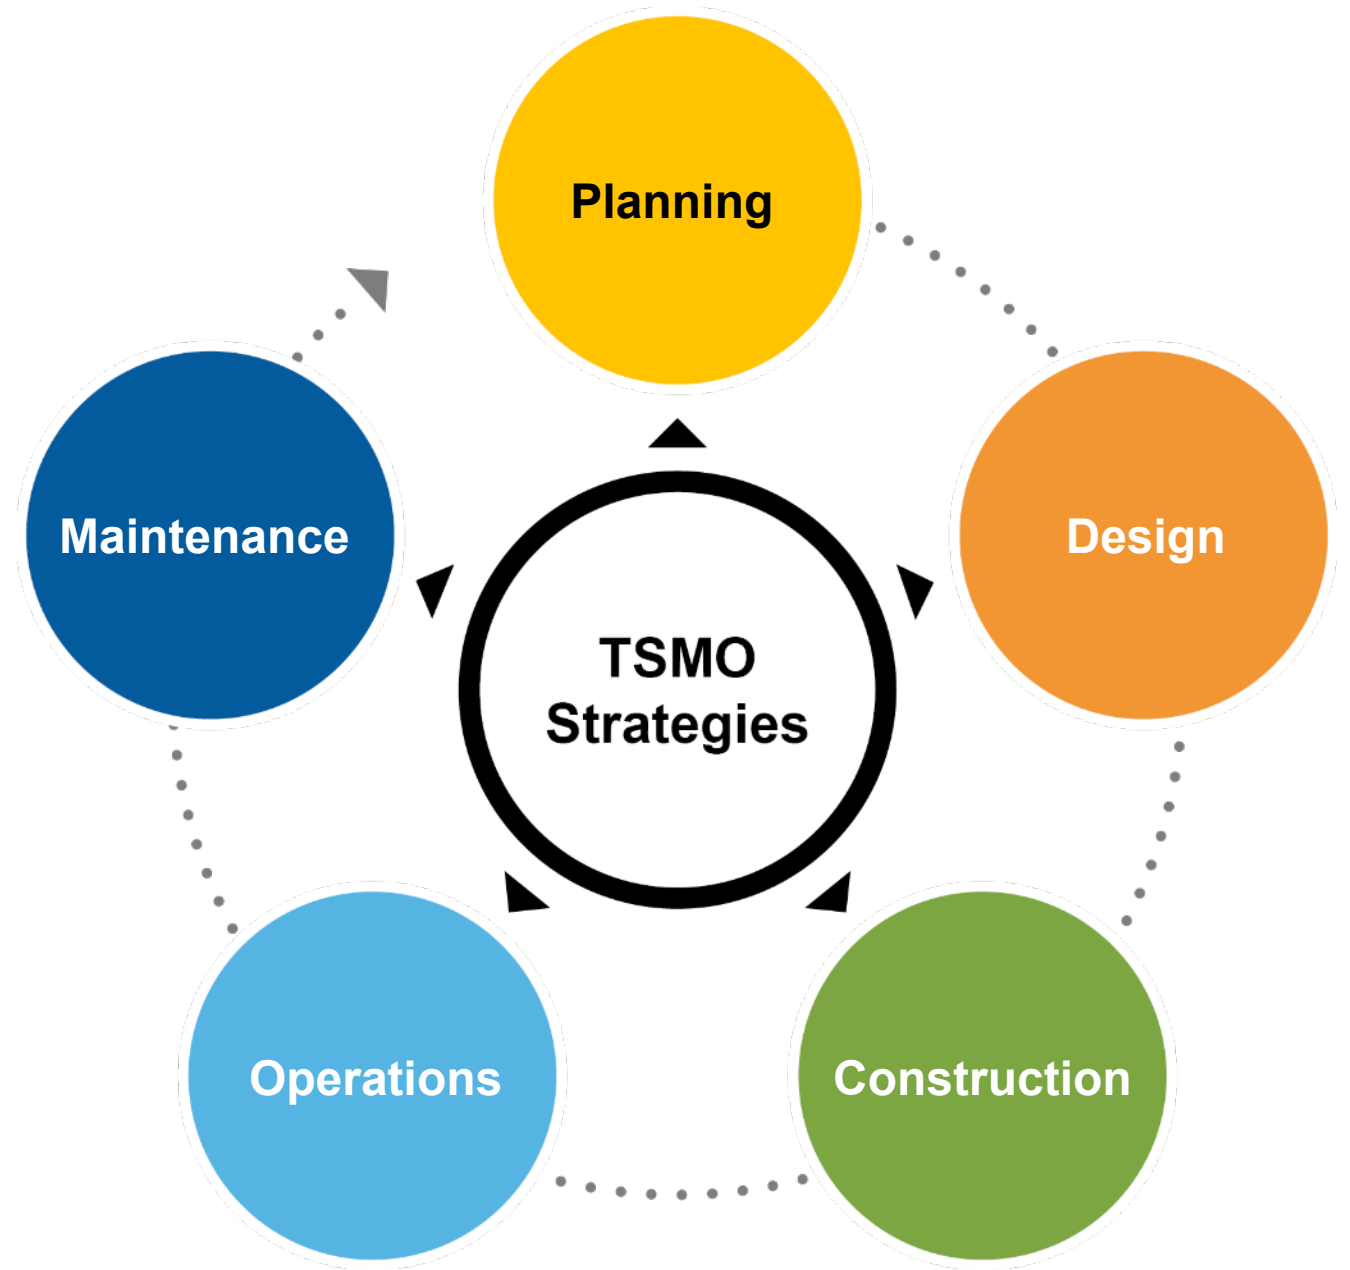 Planning
Maintenance
Design
TSMO
Strategies
Operations
Construction